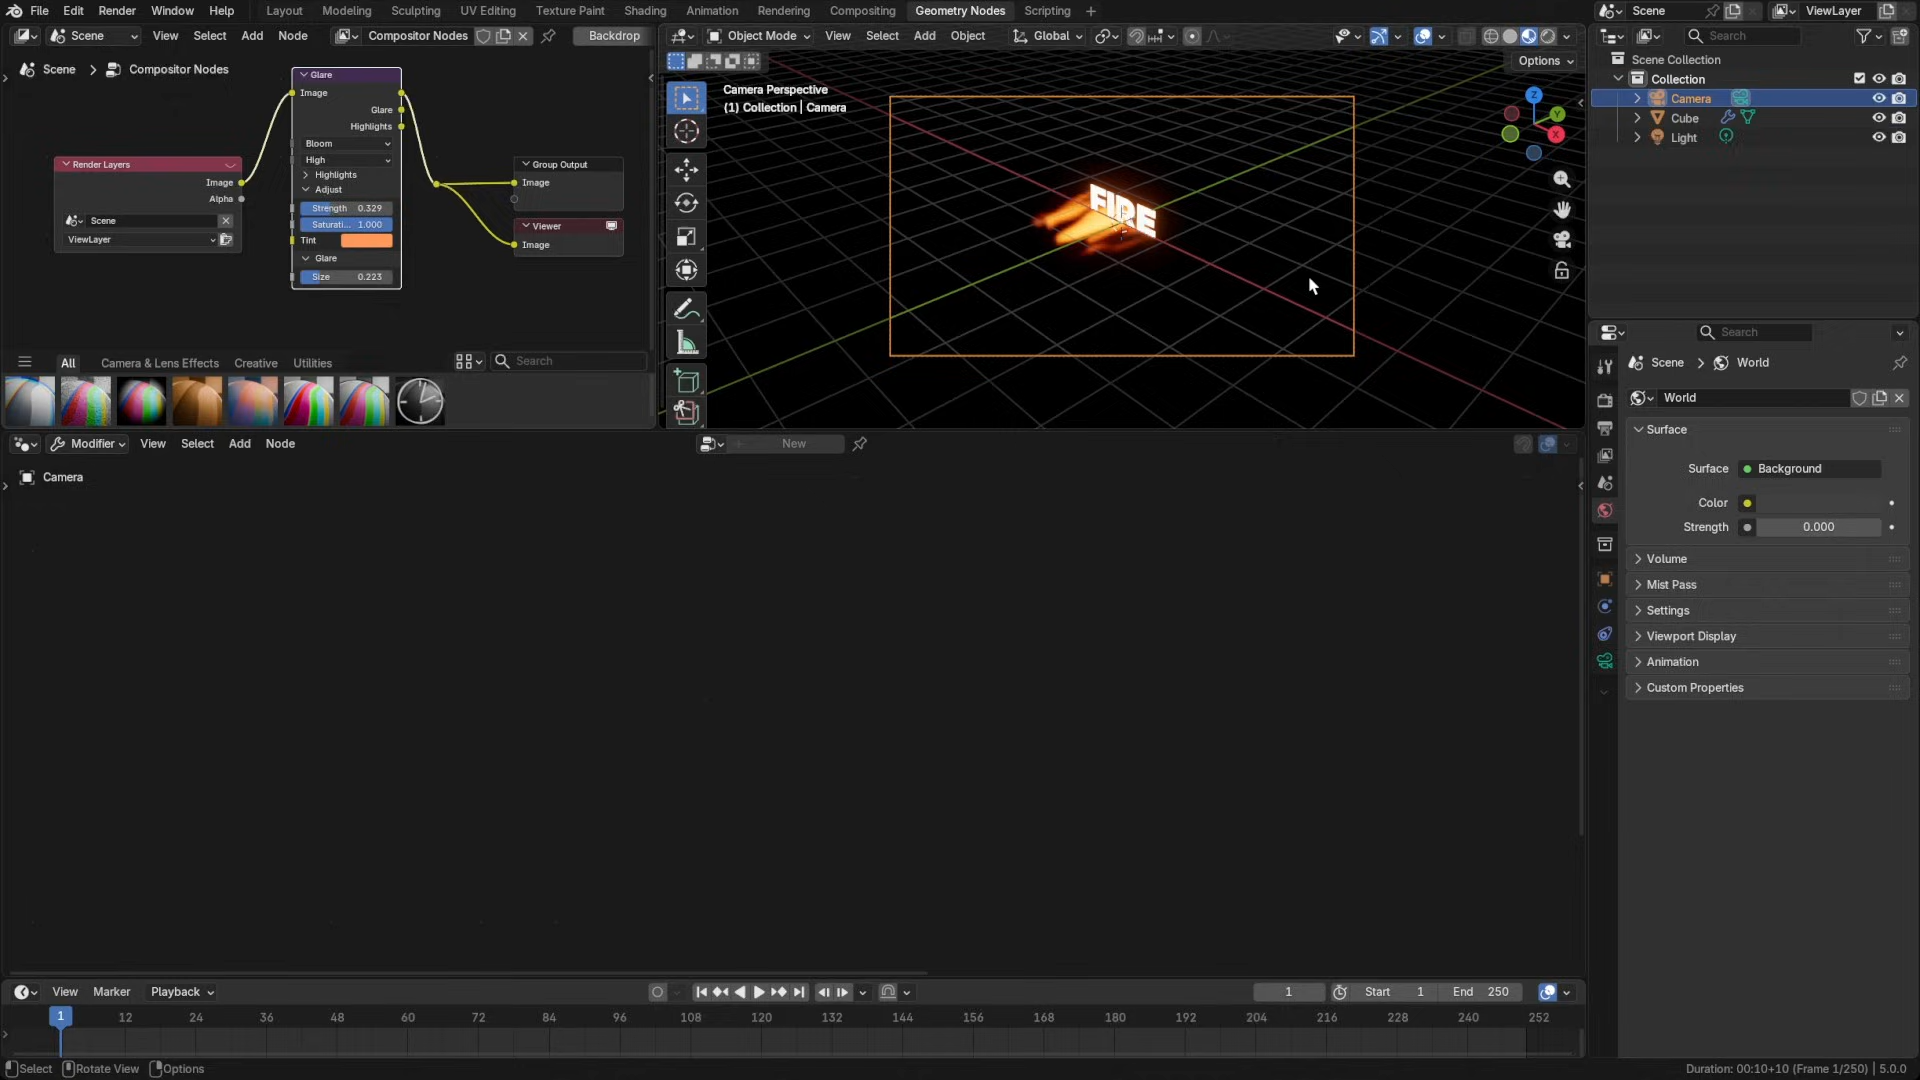 File Edit Render Window Help Layout Modeling Sculpting UV Editing Texture Paint Shading Animation Rendering Compositing Geometry Nodes Scripting + Scene ViewLayer
Scene View Select Add Node Compositor Nodes Backdrop
Object Mode View Select Add Object Global
Search
Scene > Compositor Nodes
Options
Scene Collection
Collection
Camera
Cube
Light
Camera Perspective
(1) Collection | Camera
Z
Y
X
FIRE
Glare
Image
Glare
Highlights
Bloom
High
Highlights
Adjust
Strength 0.329
Saturati... 1.000
Tint
Glare
Size 0.223
Render Layers
Image
Alpha
Scene
ViewLayer
Group Output
Image
Viewer
Image
All Camera & Lens Effects Creative Utilities Search
Search
Scene > World
World
Surface
Surface Background
Color
Strength 0.000
Volume
Mist Pass
Settings
Viewport Display
Animation
Custom Properties
Modifier View Select Add Node New
Camera
View Marker Playback 1 Start 1 End 250
1 12 24 36 48 60 72 84 96 108 120 132 144 156 168 180 192 204 216 228 240 252
Select Rotate View Options
Duration: 00:10+10 (Frame 1/250) | 5.0.0